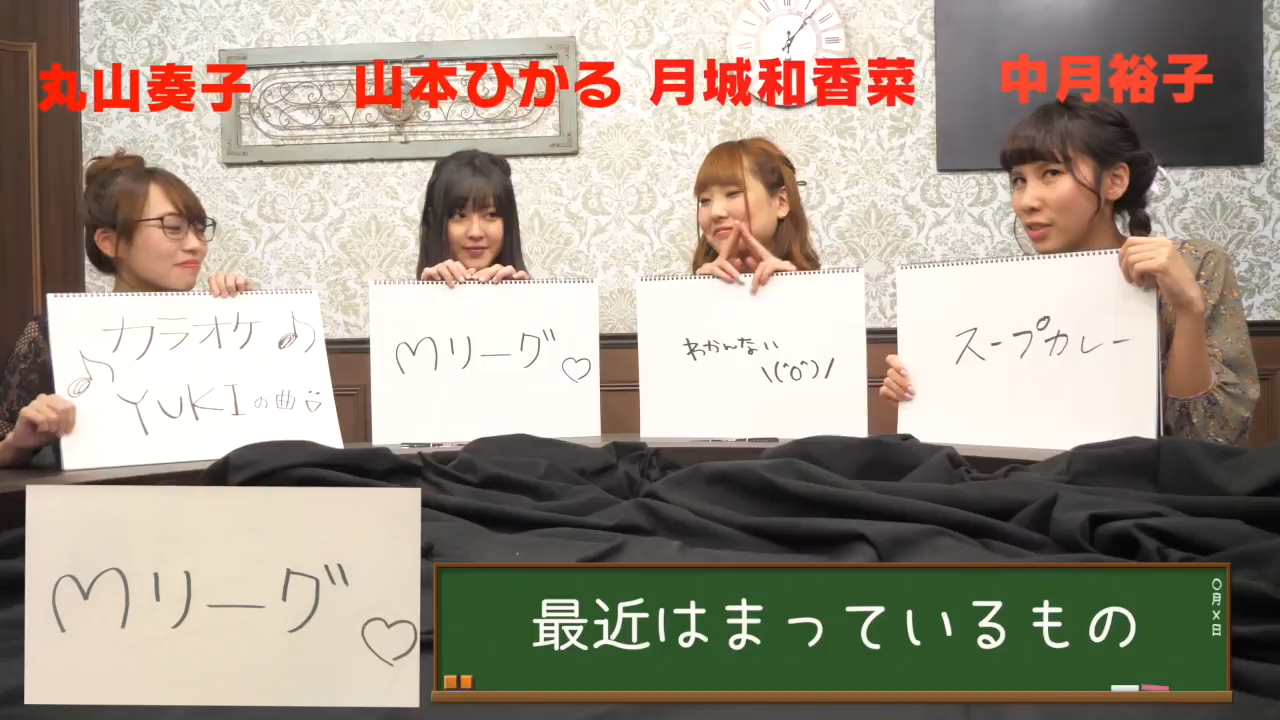 丸山奏子
山本ひかる
月城和香菜
中月裕子
カラオケ♪
♪YUKIの曲
Mリーグ♡
わかんない
\(^o^)/
スープカレー
Mリーグ♡
最近はまっているもの
〇月×日